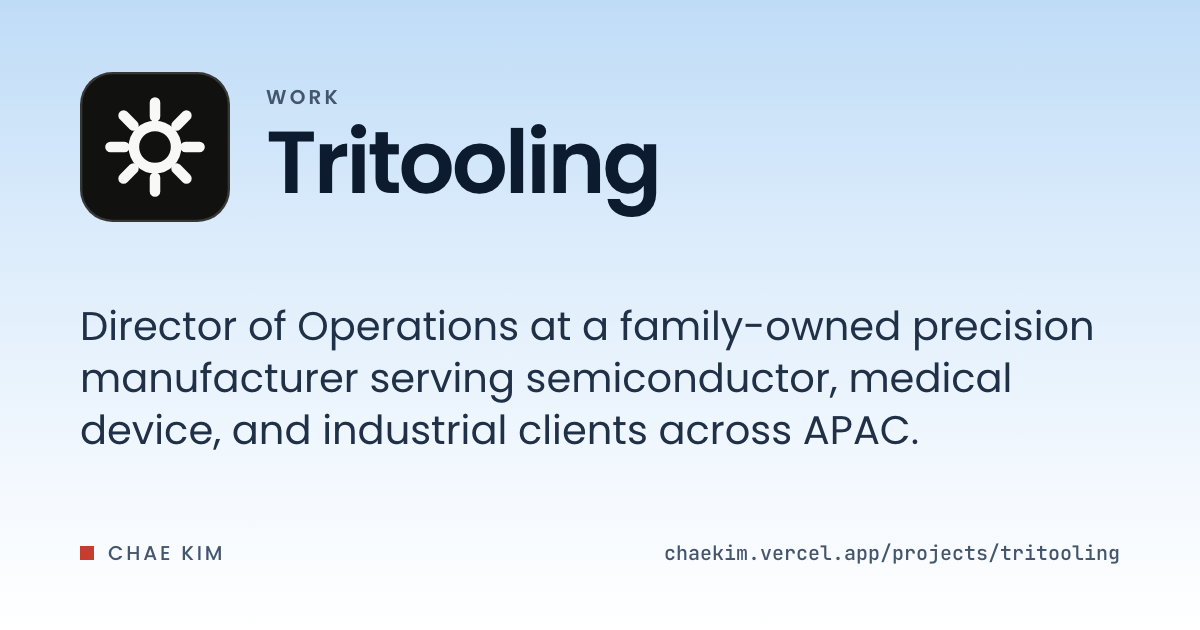 WORK
Tritooling
Director of Operations at a family-owned precision
manufacturer serving semiconductor, medical
device, and industrial clients across APAC.
CHAE KIM
chaekim.vercel.app/projects/tritooling